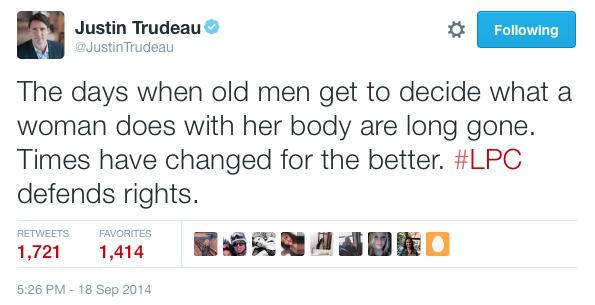 Justin Trudeau
@JustinTrudeau
Following
The days when old men get to decide what a
woman does with her body are long gone.
Times have changed for the better. #LPC
defends rights.
RETWEETS FAVORITES
1,721 1,414
5:26 PM - 18 Sep 2014